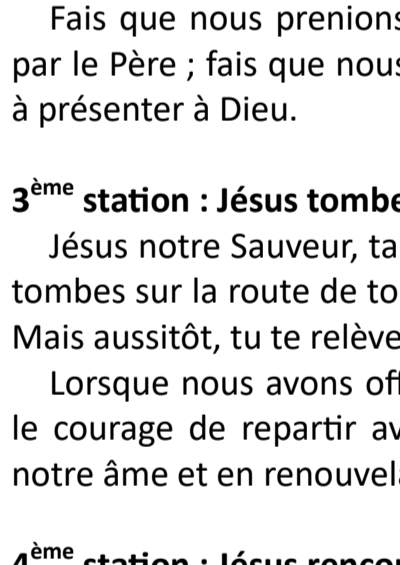 Fais que nous prenions
par le Père ; fais que nous
à présenter à Dieu.
3ème station : Jésus tombe
Jésus notre Sauveur, ta
tombes sur la route de to
Mais aussitôt, tu te relève
Lorsque nous avons off
le courage de repartir av
notre âme et en renouvela
4ème station : Jésus rencon